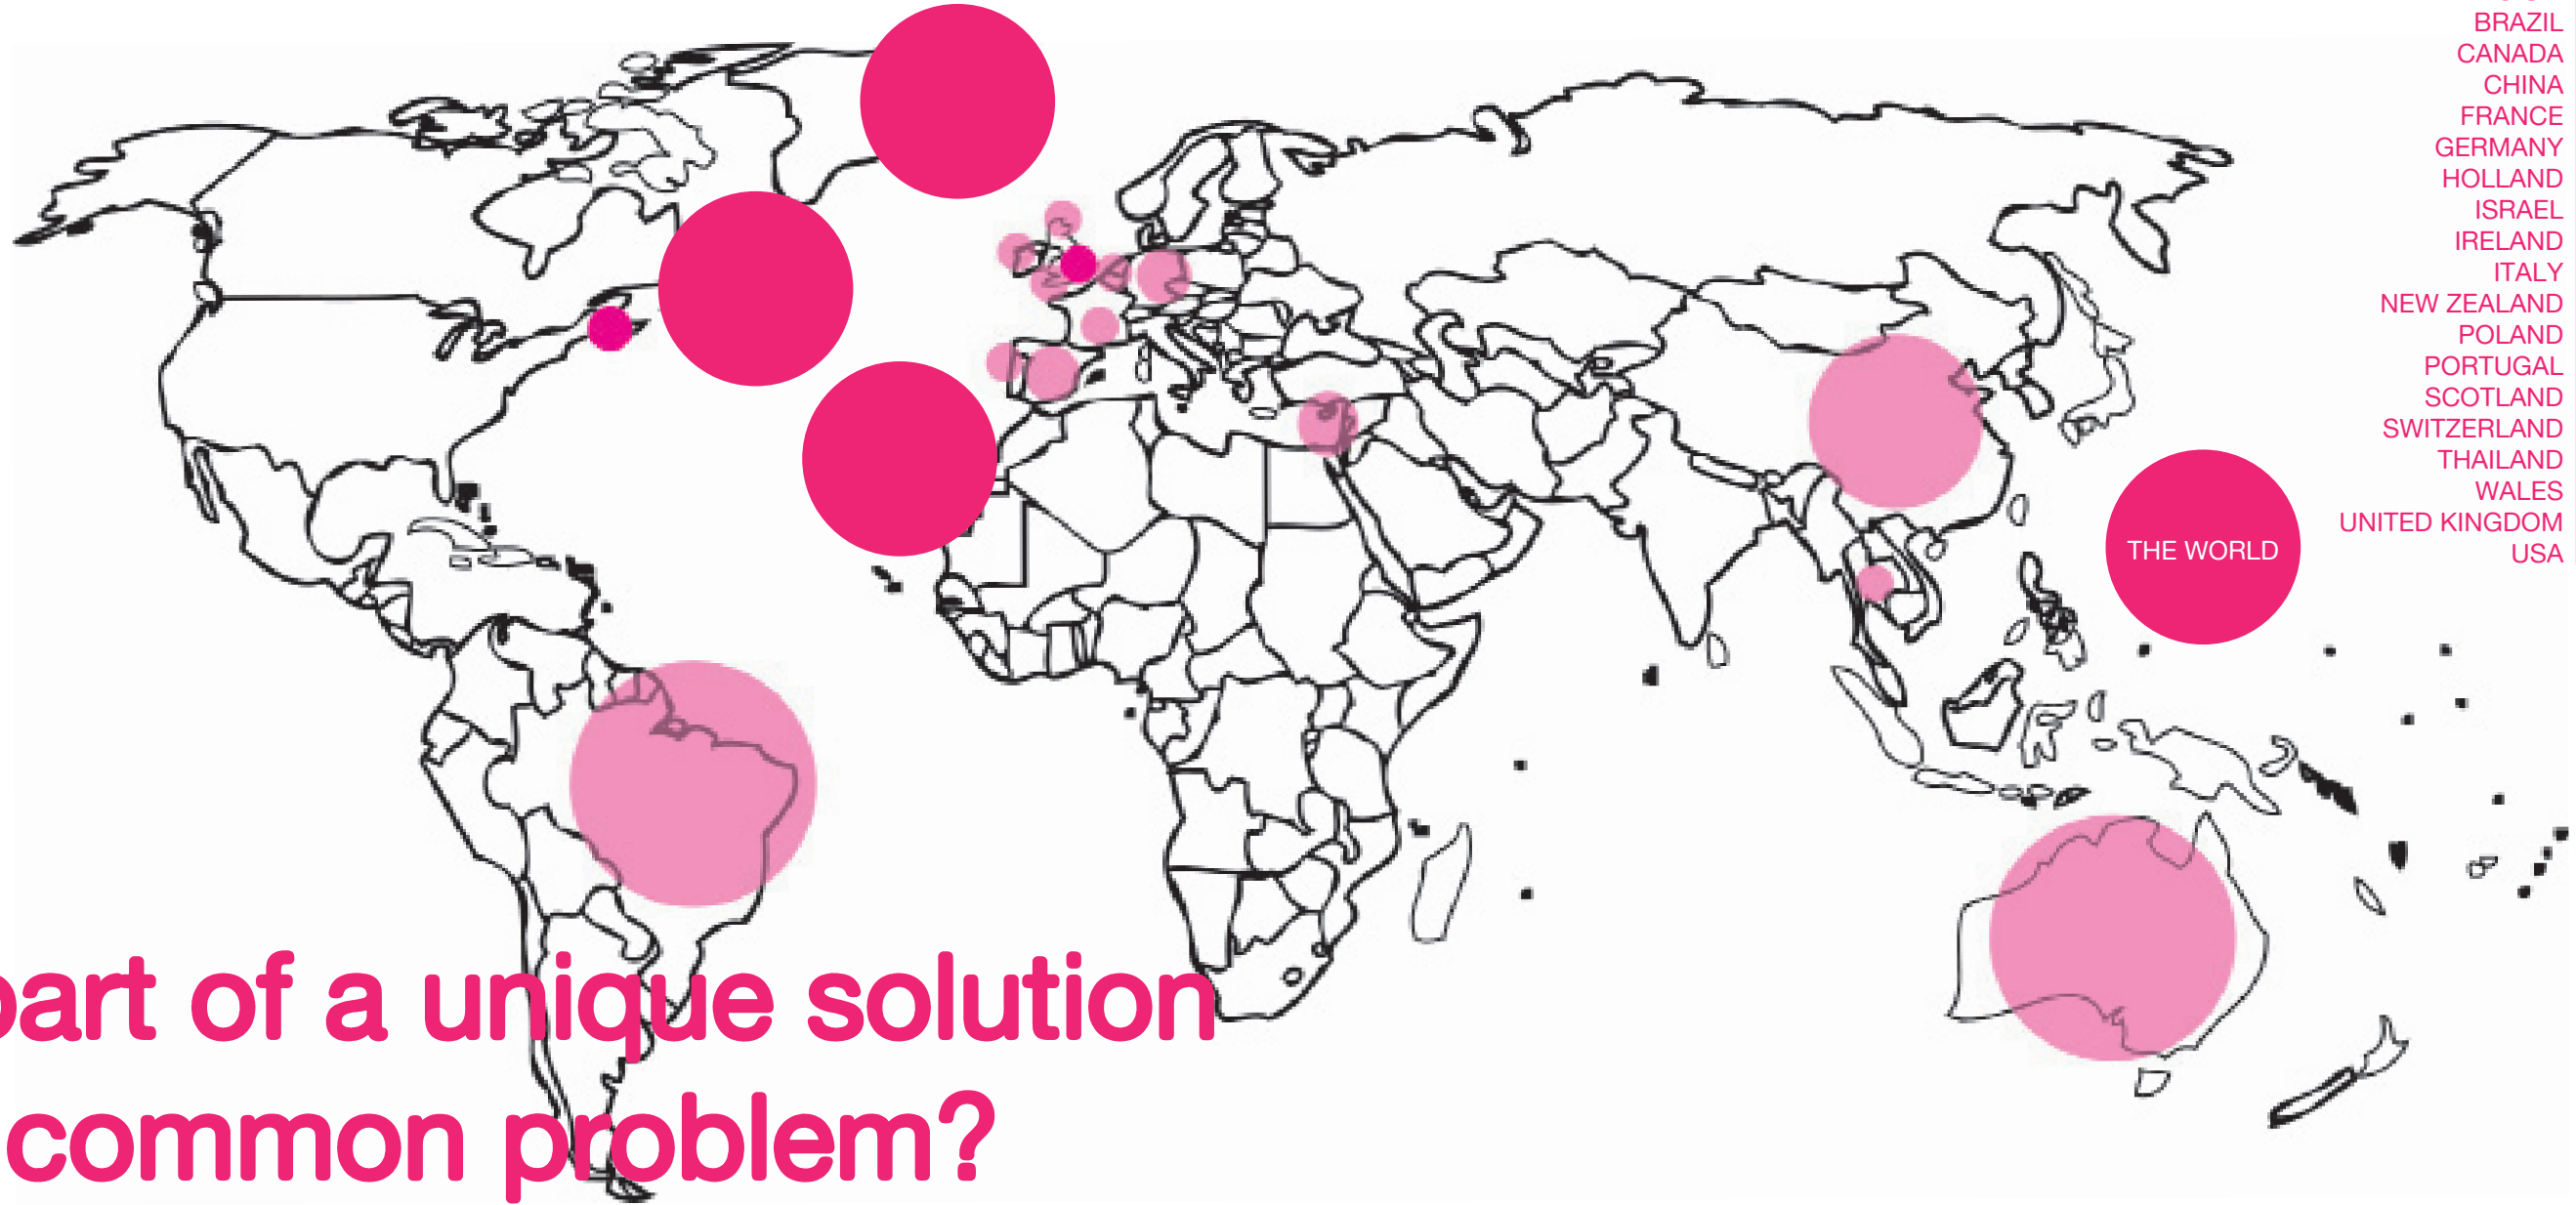 BRAZIL
CANADA
CHINA
FRANCE
GERMANY
HOLLAND
ISRAEL
IRELAND
ITALY
NEW ZEALAND
POLAND
PORTUGAL
SCOTLAND
SWITZERLAND
THAILAND
WALES
UNITED KINGDOM
USA
THE WORLD
part of a unique solution
common problem?